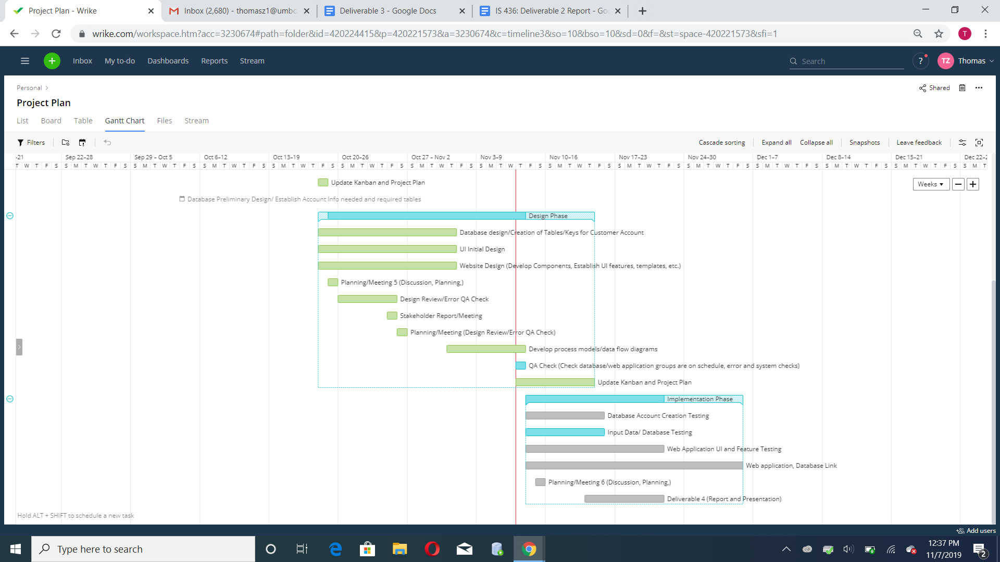 Project Plan - Wrike
Inbox (2,680) - thomasz1@umbc
Deliverable 3 - Google Docs
IS 436: Deliverable 2 Report - Go
wrike.com/workspace.htm?acc=3230674#path=folder&id=420224415&p=420221573&a=3230674&c=timeline3&so=10&bso=10&sd=0&f=&st=space-420221573&sfi=1
T
Inbox My to-do Dashboards Reports Stream
Search
? TZ Thomas
Personal >
Shared
Project Plan
List Board Table Gantt Chart Files Stream
Filters
Cascade sorting Expand all Collapse all Snapshots Leave feedback
-21 Sep 22–28 Sep 29 – Oct 5 Oct 6–12 Oct 13–19 Oct 20–26 Oct 27 – Nov 2 Nov 3–9 Nov 10–16 Nov 17–23 Nov 24–30 Dec 1–7 Dec 8–14 Dec 15–21 Dec 22–2
T W T F S S M T W T F S S M T W T F S S M T W T F S S M T W T F S S M T W T F S S M T W T F S S M T W T F S S M T W T F S S M T W T F S S M T W T F S S M T W T F S S M T W T F S S M T W T F S S M T
Update Kanban and Project Plan
Weeks
Database Preliminary Design/ Establish Account Info needed and required tables
Design Phase
Database design/Creation of Tables/Keys for Customer Account
UI Initial Design
Website Design (Develop Components, Establish UI features, templates, etc.)
Planning/Meeting 5 (Discussion, Planning,)
Design Review/Error QA Check
Stakeholder Report/Meeting
Planning/Meeting (Design Review/Error QA Check)
Develop process models/data flow diagrams
QA Check (Check database/web application groups are on schedule, error and system checks)
Update Kanban and Project Plan
Implementation Phase
Database Account Creation Testing
Input Data/ Database Testing
Web Application UI and Feature Testing
Web application, Database Link
Planning/Meeting 6 (Discussion, Planning,)
Deliverable 4 (Report and Presentation)
Hold ALT + SHIFT to schedule a new task
Add users
Type here to search
12:37 PM
11/7/2019
2